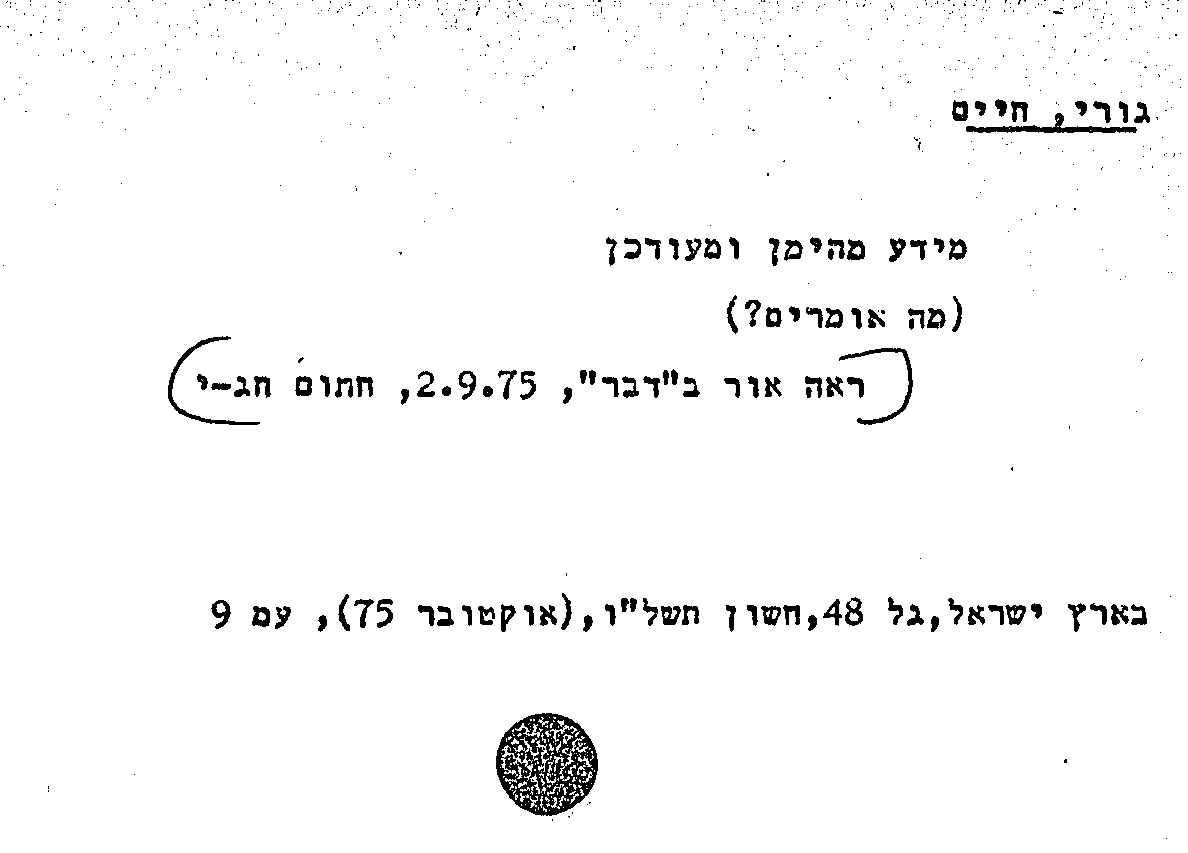 גורי, חיים
מידע מהימן ומעודכן
(מה אומרים?)
(ראה אור ב"דבר", 2.9.75, חתום חג-י)
בארץ ישראל,גל 48,חשון תשל"ו,(אוקטובר 75), עמ 9